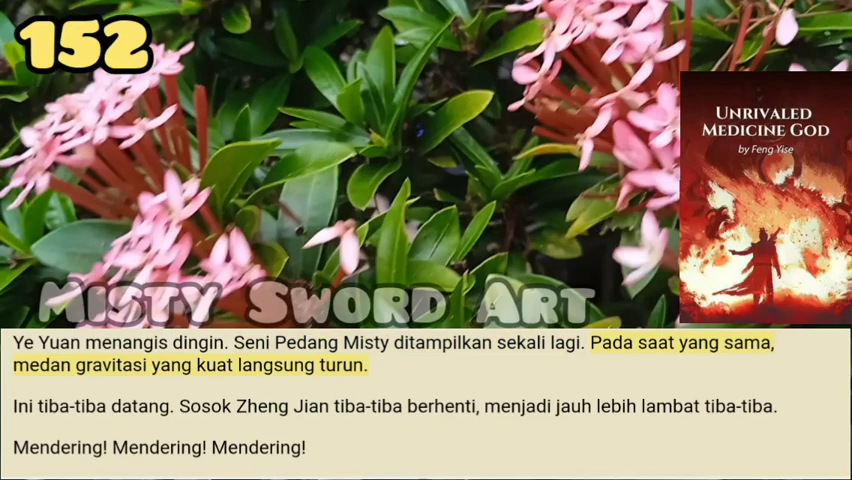 152
UNRIVALED
MEDICINE GOD
by Feng Yise
MISTY SWORD ART
Ye Yuan menangis dingin. Seni Pedang Misty ditampilkan sekali lagi. Pada saat yang sama,
medan gravitasi yang kuat langsung turun.
Ini tiba-tiba datang. Sosok Zheng Jian tiba-tiba berhenti, menjadi jauh lebih lambat tiba-tiba.
Mendering! Mendering! Mendering!